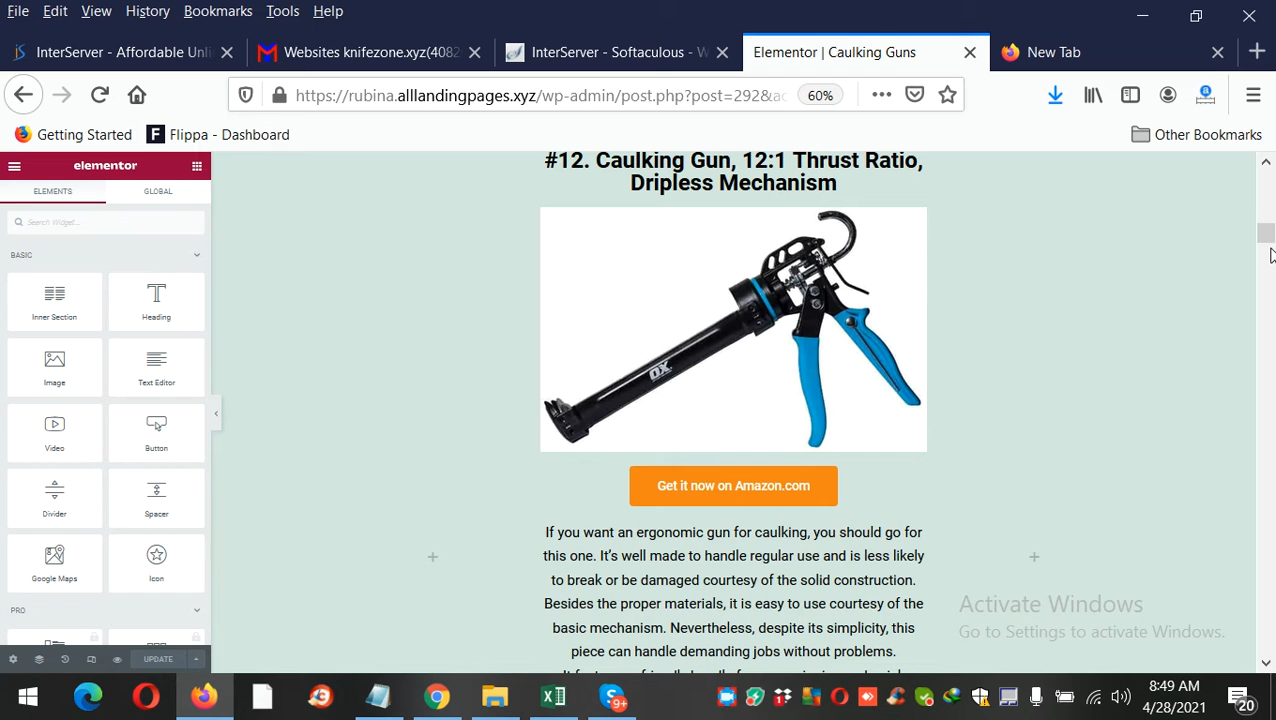 File Edit View History Bookmarks Tools Help
InterServer - Affordable Unli
Websites knifezone.xyz(4082
InterServer - Softaculous - W
Elementor | Caulking Guns
New Tab
https://rubina.alllandingpages.xyz/wp-admin/post.php?post=292&ac
60%
Getting Started
Flippa - Dashboard
Other Bookmarks
elementor
ELEMENTS
GLOBAL
Search Widget...
BASIC
Inner Section
Heading
Image
Text Editor
Video
Button
Divider
Spacer
Google Maps
Icon
PRO
UPDATE
#12. Caulking Gun, 12:1 Thrust Ratio,
Dripless Mechanism
OX
Get it now on Amazon.com
If you want an ergonomic gun for caulking, you should go for
this one. It's well made to handle regular use and is less likely
to break or be damaged courtesy of the solid construction.
Besides the proper materials, it is easy to use courtesy of the
basic mechanism. Nevertheless, despite its simplicity, this
piece can handle demanding jobs without problems.
Activate Windows
Go to Settings to activate Windows.
9+
8:49 AM
4/28/2021
20